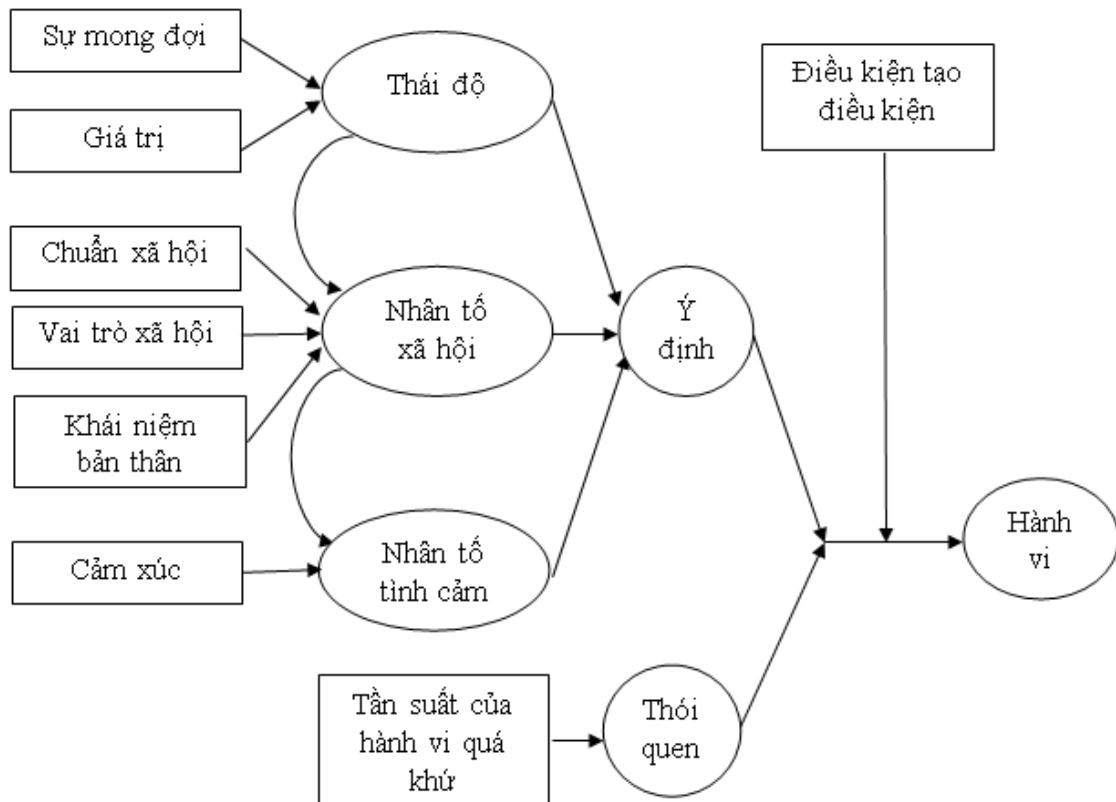 Sự mong đợi
Thái độ
Điều kiện tạo
điều kiện
Giá trị
Chuẩn xã hội
Vai trò xã hội
Nhân tố
xã hội
Ý
định
Khái niệm
bản thân
Cảm xúc
Nhân tố
tình cảm
Hành
vi
Tần suất của
hành vi quá
khứ
Thói
quen